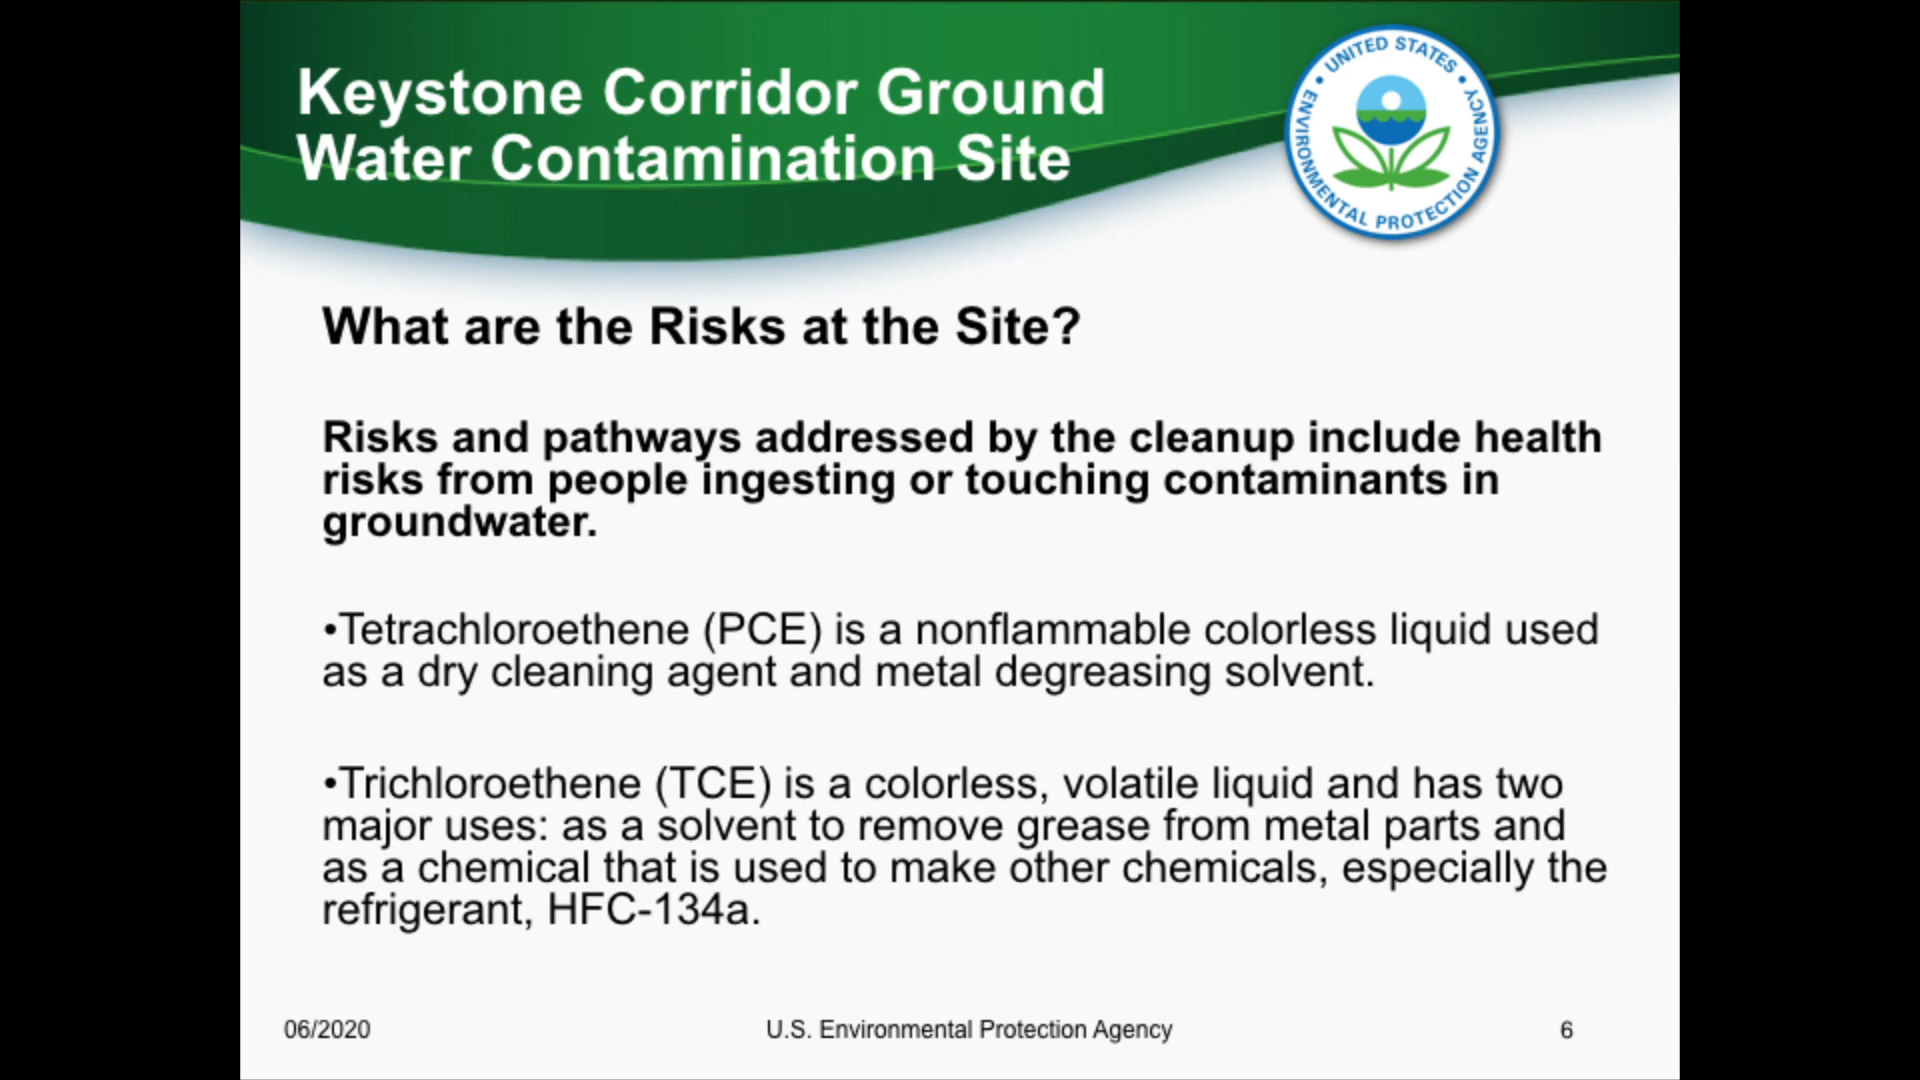 Keystone Corridor Ground
Water Contamination Site
UNITED STATES
ENVIRONMENTAL PROTECTION AGENCY
What are the Risks at the Site?
Risks and pathways addressed by the cleanup include health
risks from people ingesting or touching contaminants in
groundwater.
•Tetrachloroethene (PCE) is a nonflammable colorless liquid used
as a dry cleaning agent and metal degreasing solvent.
•Trichloroethene (TCE) is a colorless, volatile liquid and has two
major uses: as a solvent to remove grease from metal parts and
as a chemical that is used to make other chemicals, especially the
refrigerant, HFC-134a.
06/2020 U.S. Environmental Protection Agency 6